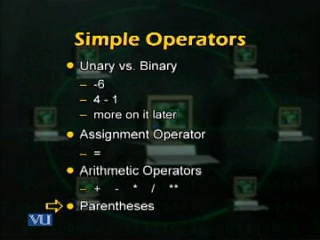 Simple Operators
Unary vs. Binary
– -6
– 4 - 1
– more on it later
Assignment Operator
– =
Arithmetic Operators
– + - * / **
Parentheses
VU